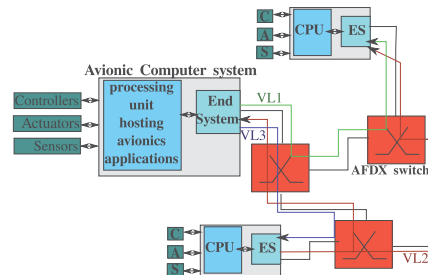 C
A
S
CPU
ES
Avionic Computer system
Controllers
Actuators
Sensors
processing
unit
hosting
avionics
applications
End
System
VL1
VL3
AFDX switch
C
A
S
CPU
ES
VL2